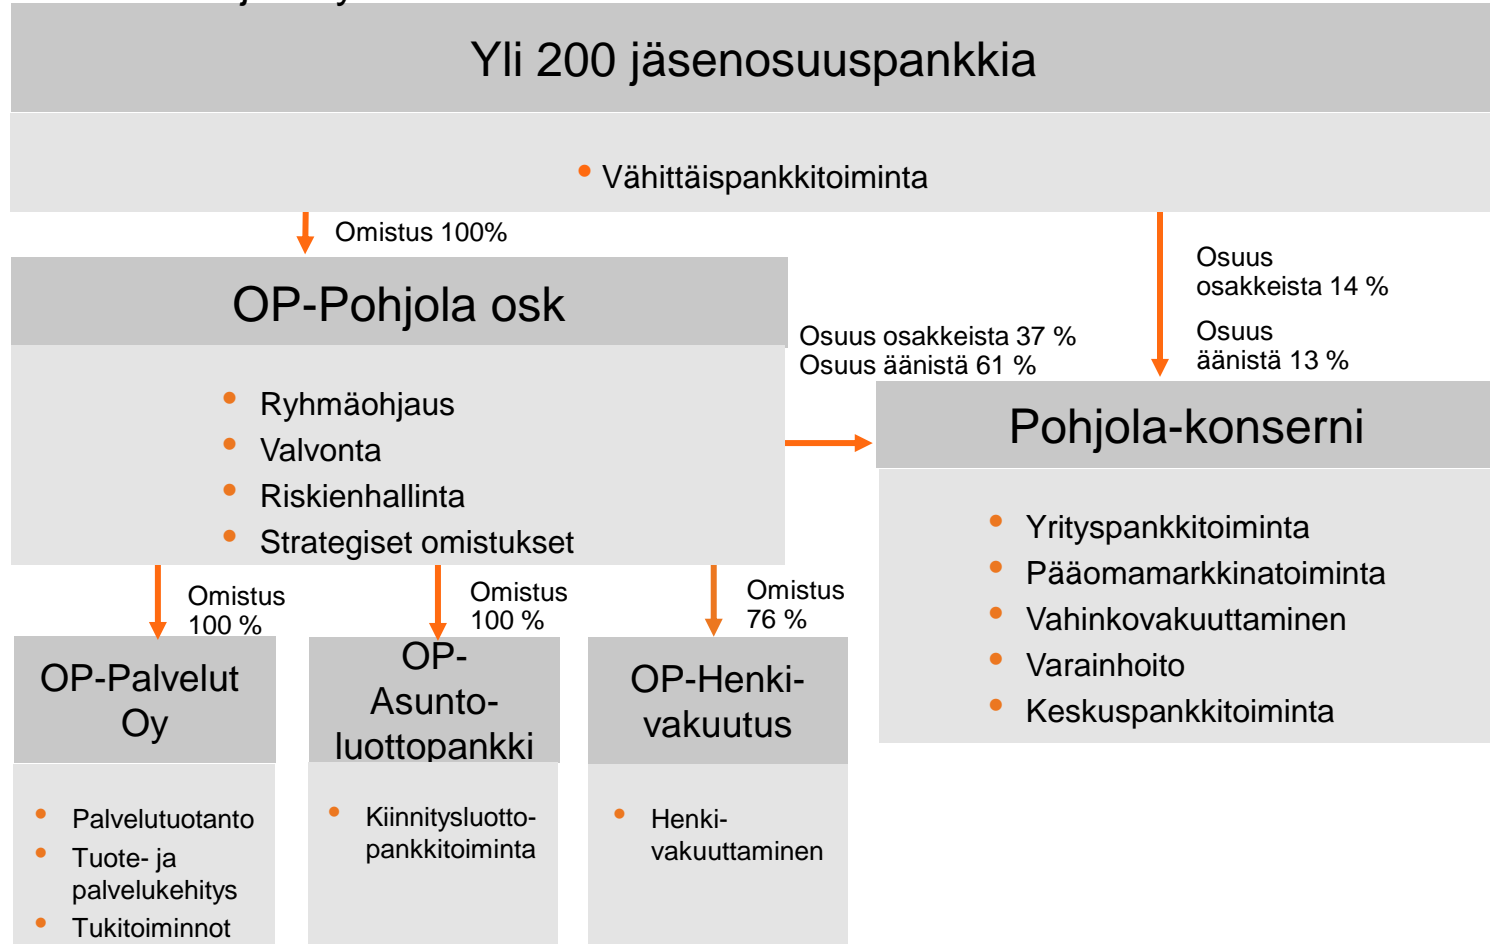 Yli 200 jäsenosuuspankkia
• Vähittäispankkitoiminta
Omistus 100%
Osuus
osakkeista 14 %
Osuus
äänistä 13 %
OP-Pohjola osk
Osuus osakkeista 37 %
Osuus äänistä 61 %
• Ryhmäohjaus
• Valvonta
• Riskienhallinta
• Strategiset omistukset
Pohjola-konserni
• Yrityspankkitoiminta
• Pääomamarkkinatoiminta
• Vahinkovakuuttaminen
• Varainhoito
• Keskuspankkitoiminta
Omistus
100 %
Omistus
100 %
Omistus
76 %
OP-Palvelut
Oy
• Palvelutuotanto
• Tuote- ja
palvelukehitys
• Tukitoiminnot
OP-
Asunto-
luottopankki
• Kiinnitysluotto-
pankkitoiminta
OP-Henki-
vakuutus
• Henki-
vakuuttaminen